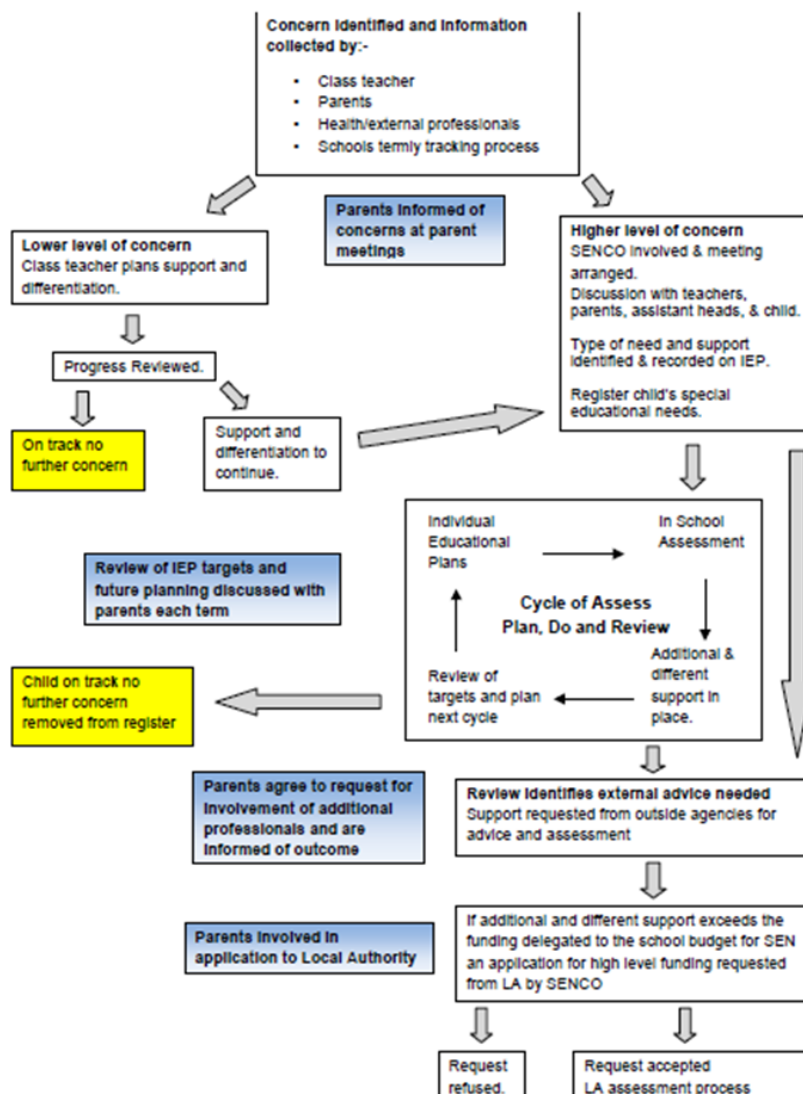 Concern Identified and Information
collected by:-
• Class teacher
• Parents
• Health/external professionals
• Schools termly tracking process
Parents Informed of
concerns at parent
meetings
Lower level of concern
Class teacher plans support and
differentiation.
Higher level of concern
SENCO involved & meeting
arranged.
Discussion with teachers,
parents, assistant heads, & child.
Type of need and support
identified & recorded on IEP.
Register child's special
educational needs.
Progress Reviewed.
On track no
further concern
Support and
differentiation to
continue.
Individual
Educational
Plans
In School
Assessment
Cycle of Assess
Plan, Do and Review
Review of
targets and plan
next cycle
Additional &
different
support in
place.
Review of IEP targets and
future planning discussed with
parents each term
Child on track no
further concern
removed from register
Parents agree to request for
Involvement of additional
professionals and are
Informed of outcome
Review identifies external advice needed
Support requested from outside agencies for
advice and assessment
Parents Involved in
application to Local Authority
If additional and different support exceeds the
funding delegated to the school budget for SEN
an application for high level funding requested
from LA by SENCO
Request
refused.
Request accepted
LA assessment process